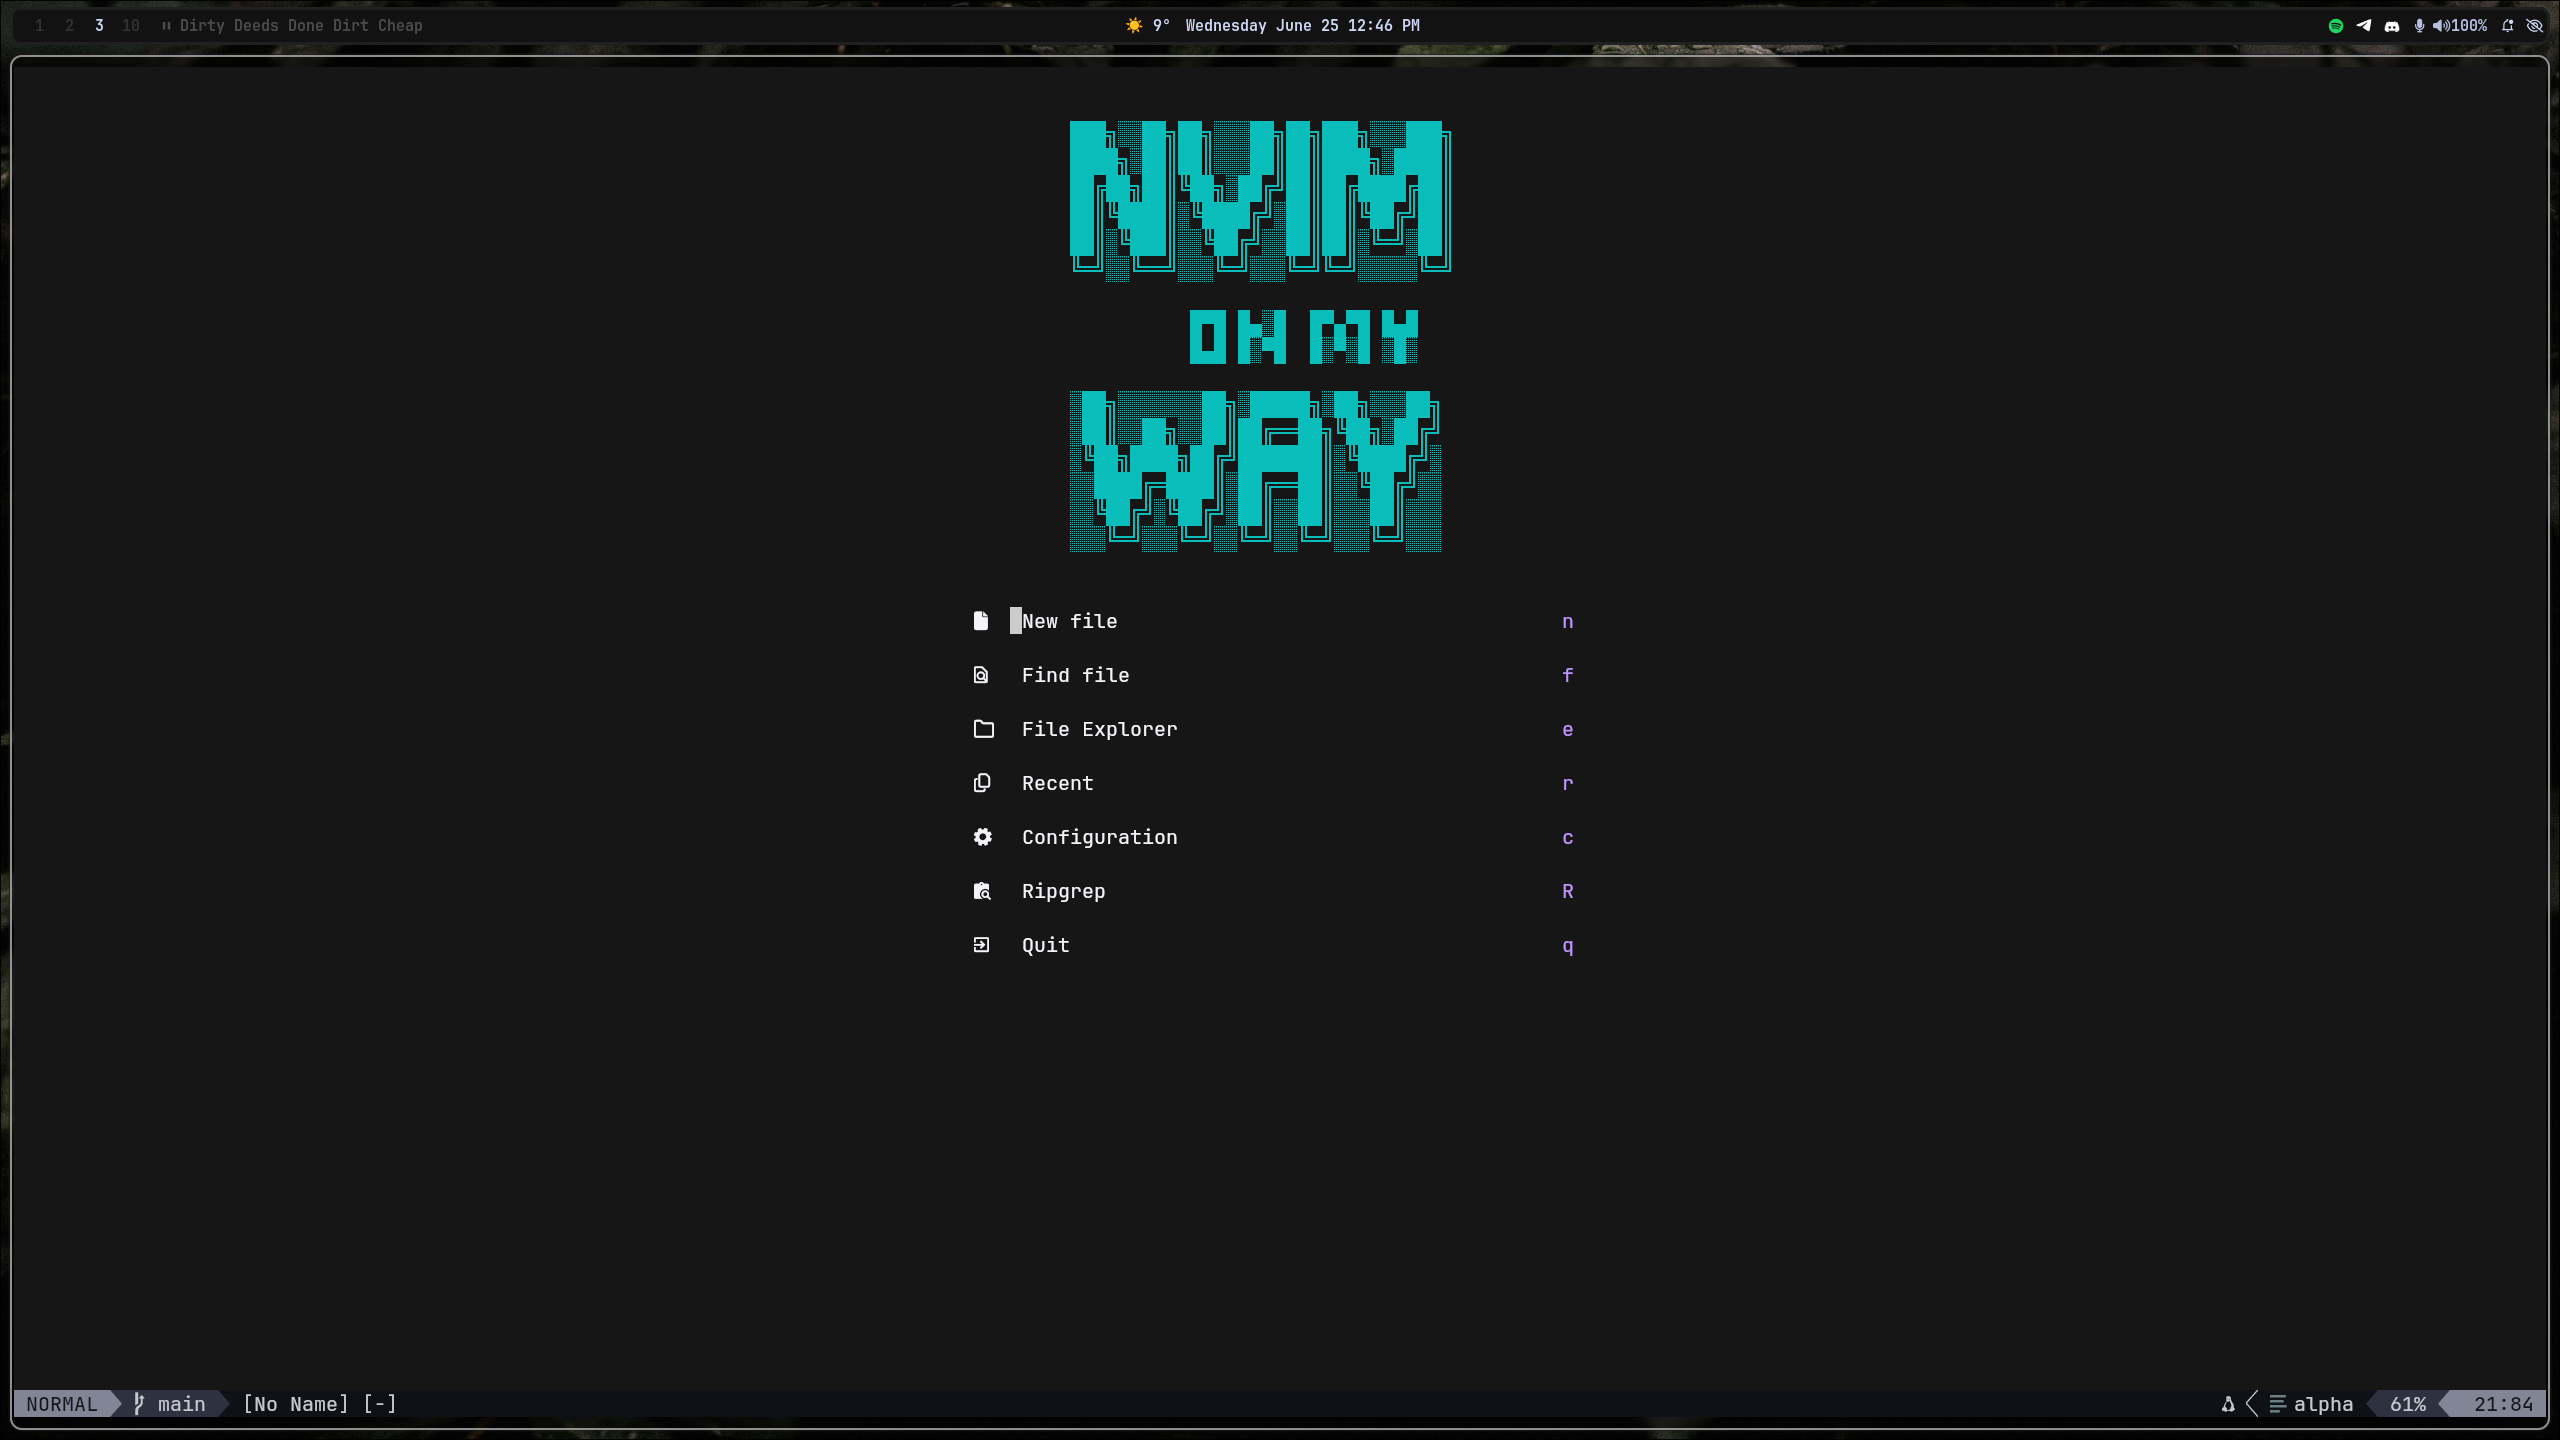 1 2 3 10 Dirty Deeds Done Dirt Cheap
9° Wednesday June 25 12:46 PM
100%
NVIM
ON MY
WAY
New file n
Find file f
File Explorer e
Recent r
Configuration c
Ripgrep R
Quit q
NORMAL main [No Name] [-]
alpha 61% 21:84